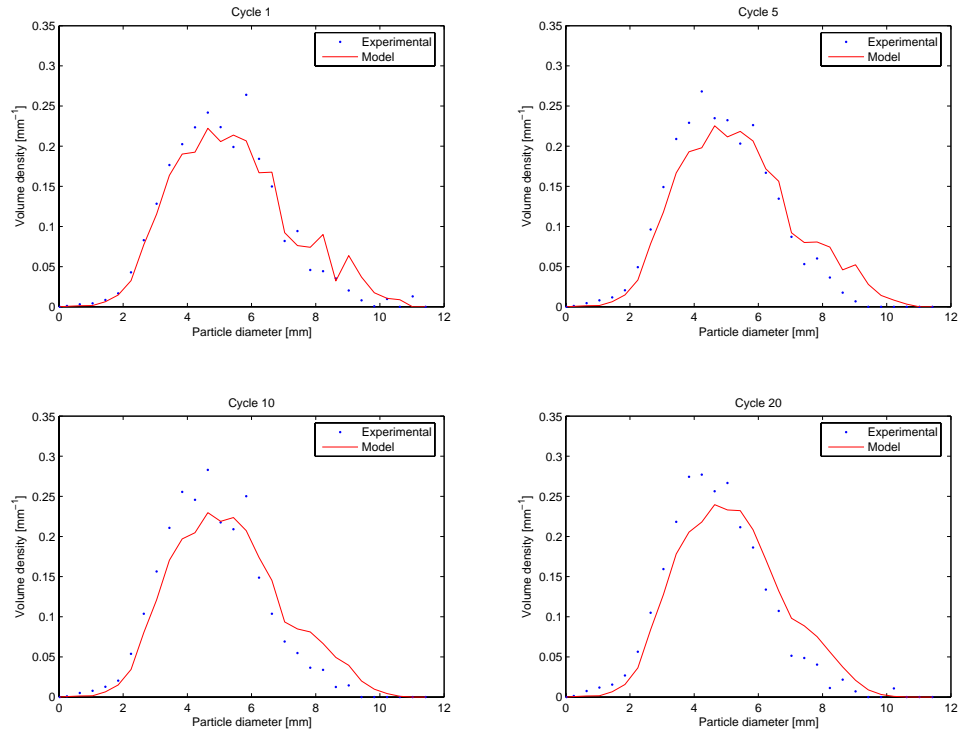 Cycle 1
0.35
0.3
0.25
0.2
0.15
0.1
0.05
0
Volume density [mm⁻¹]
Experimental
Model
0 2 4 6 8 10 12
Particle diameter [mm]
Cycle 5
0.35
0.3
0.25
0.2
0.15
0.1
0.05
0
Volume density [mm⁻¹]
Experimental
Model
0 2 4 6 8 10 12
Particle diameter [mm]
Cycle 10
0.35
0.3
0.25
0.2
0.15
0.1
0.05
0
Volume density [mm⁻¹]
Experimental
Model
0 2 4 6 8 10 12
Particle diameter [mm]
Cycle 20
0.35
0.3
0.25
0.2
0.15
0.1
0.05
0
Volume density [mm⁻¹]
Experimental
Model
0 2 4 6 8 10 12
Particle diameter [mm]